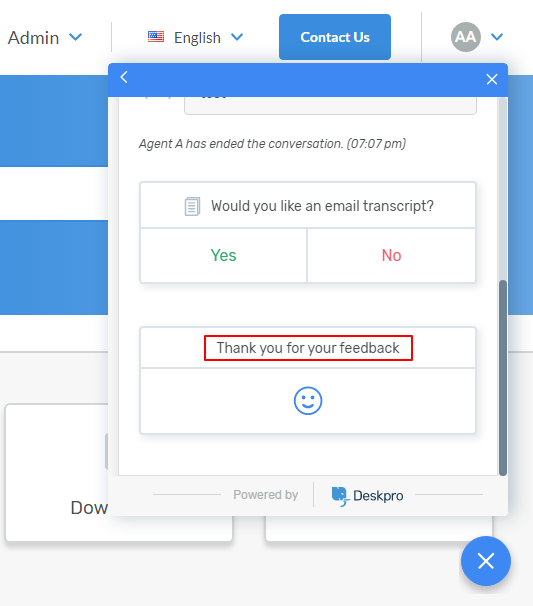 Admin
English
Contact Us
AA
Agent A has ended the conversation. (07:07 pm)
Would you like an email transcript?
Yes
No
Thank you for your feedback
Powered by
Deskpro